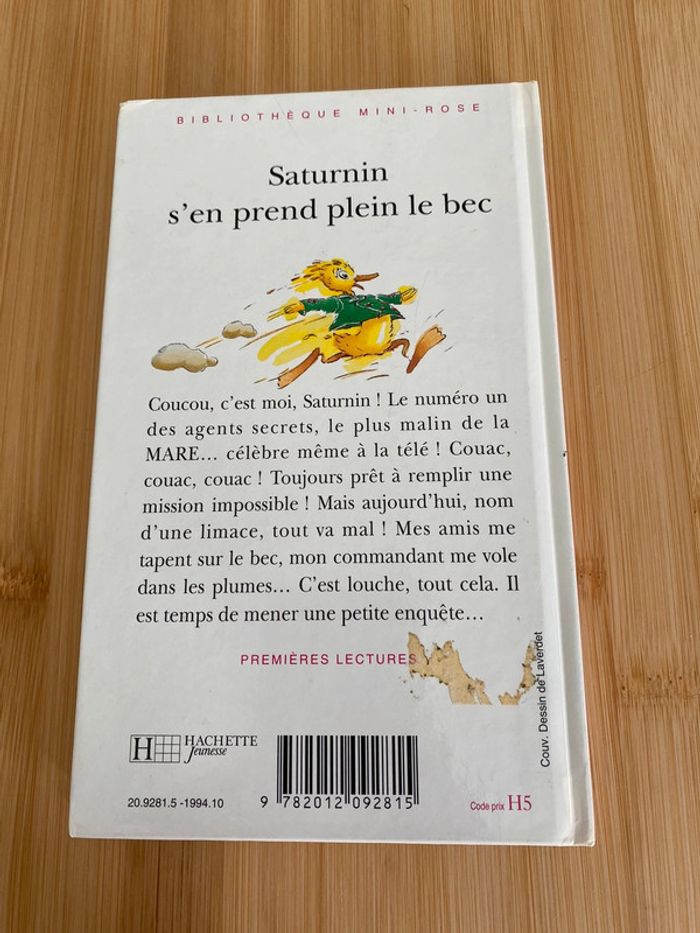 BIBLIOTHÈQUE MINI-ROSE
Saturnin
s'en prend plein le bec
Coucou, c'est moi, Saturnin ! Le numéro un
des agents secrets, le plus malin de la
MARE... célèbre même à la télé ! Couac,
couac, couac ! Toujours prêt à remplir une
mission impossible ! Mais aujourd'hui, nom
d'une limace, tout va mal ! Mes amis me
tapent sur le bec, mon commandant me vole
dans les plumes... C'est louche, tout cela. Il
est temps de mener une petite enquête...
PREMIÈRES LECTURES
Couv. Dessin de Laverdet
H HACHETTE
Jeunesse
20.9281.5 -1994.10
9 782012 092815
Code prix H5